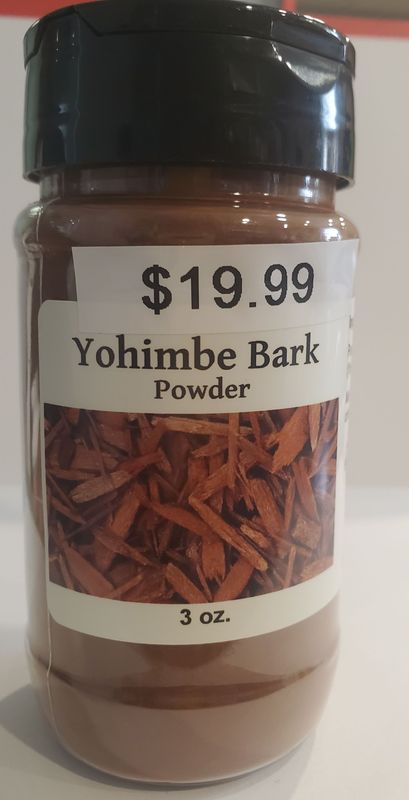 $19.99
Yohimbe Bark
Powder
3 oz.